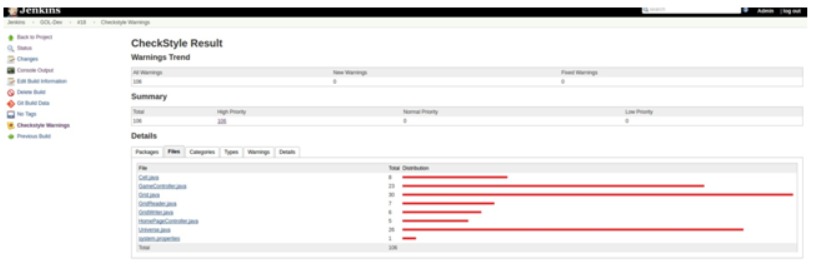 Jenkins
search
Admin | log out
Jenkins GOL-Dev #18 Checkstyle Warnings
Back to Project
Status
Changes
Console Output
Edit Build Information
Delete Build
Git Build Data
No Tags
Checkstyle Warnings
Previous Build
CheckStyle Result
Warnings Trend
All Warnings New Warnings Fixed Warnings
106 0 0
Summary
Total High Priority Normal Priority Low Priority
106 106 0 0
Details
Packages Files Categories Types Warnings Details
File Total Distribution
Cell.java 8
GameController.java 23
Grid.java 30
GridReader.java 7
GridWriter.java 6
HomePageController.java 5
Universe.java 26
system.properties 1
Total 106